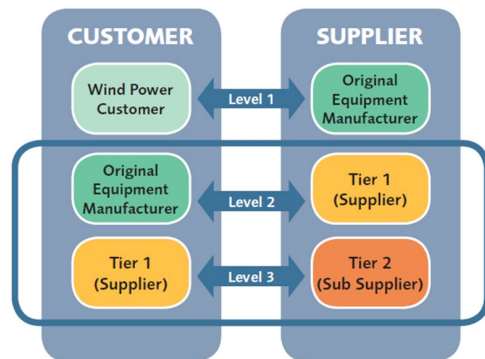 CUSTOMER
SUPPLIER
Wind Power
Customer
Level 1
Original
Equipment
Manufacturer
Original
Equipment
Manufacturer
Level 2
Tier 1
(Supplier)
Tier 1
(Supplier)
Level 3
Tier 2
(Sub Supplier)